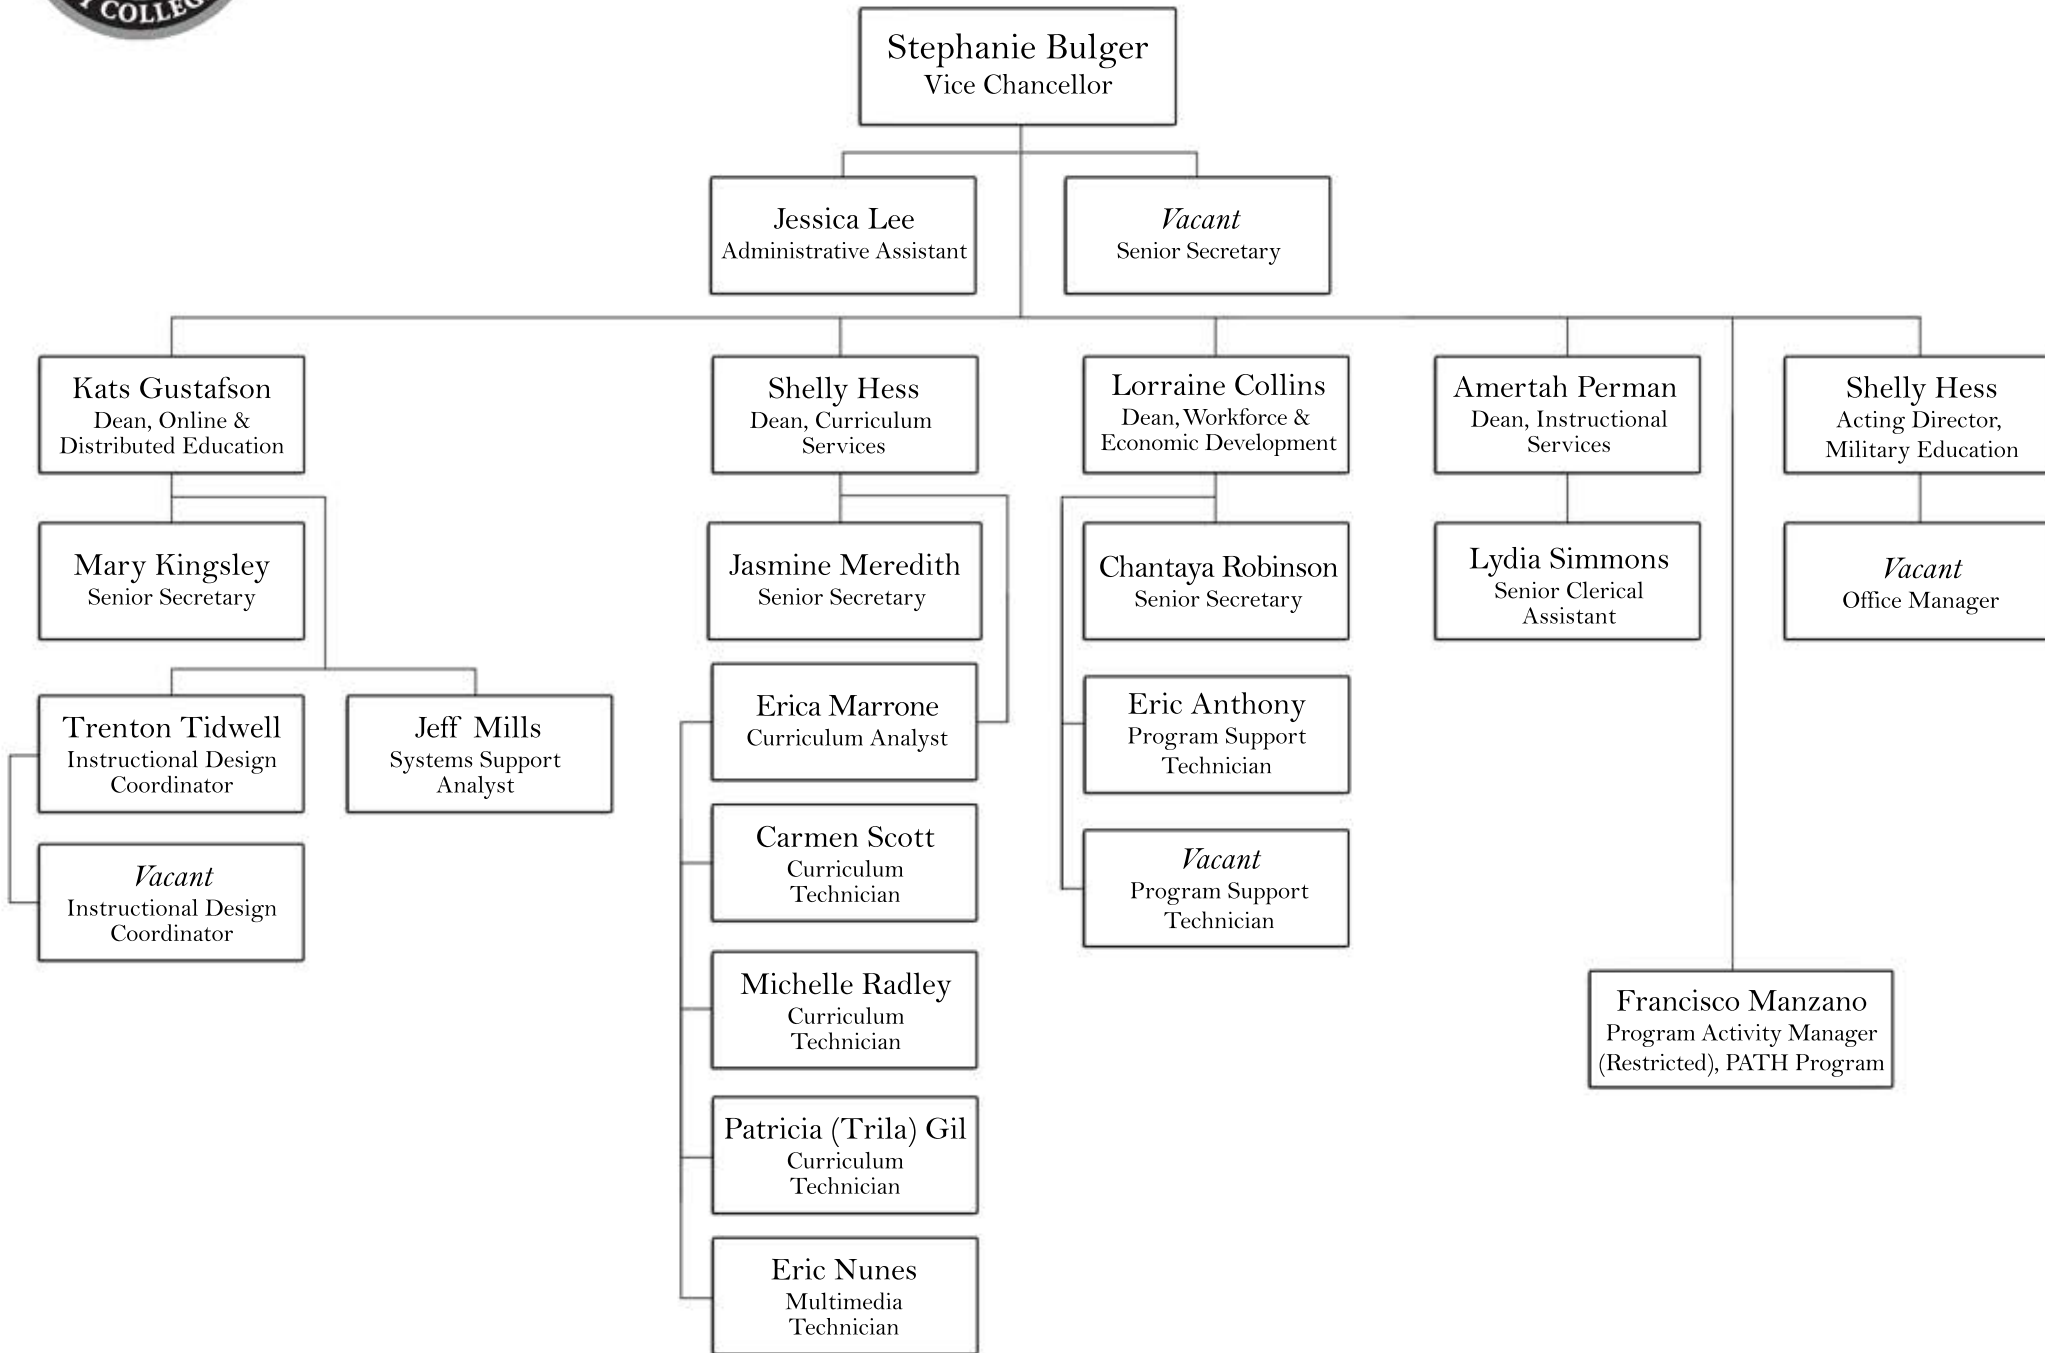 Y COLLEG
Stephanie Bulger
Vice Chancellor
Jessica Lee
Administrative Assistant
Vacant
Senior Secretary
Kats Gustafson
Dean, Online &
Distributed Education
Shelly Hess
Dean, Curriculum
Services
Lorraine Collins
Dean, Workforce &
Economic Development
Amertah Perman
Dean, Instructional
Services
Shelly Hess
Acting Director,
Military Education
Mary Kingsley
Senior Secretary
Jasmine Meredith
Senior Secretary
Chantaya Robinson
Senior Secretary
Lydia Simmons
Senior Clerical
Assistant
Vacant
Office Manager
Trenton Tidwell
Instructional Design
Coordinator
Jeff Mills
Systems Support
Analyst
Erica Marrone
Curriculum Analyst
Eric Anthony
Program Support
Technician
Vacant
Instructional Design
Coordinator
Carmen Scott
Curriculum
Technician
Vacant
Program Support
Technician
Michelle Radley
Curriculum
Technician
Francisco Manzano
Program Activity Manager
(Restricted), PATH Program
Patricia (Trila) Gil
Curriculum
Technician
Eric Nunes
Multimedia
Technician